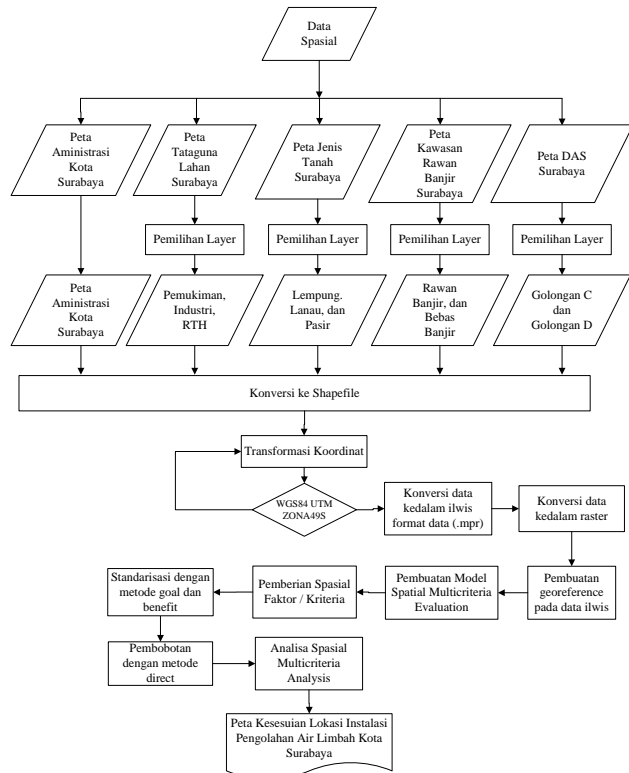 Data
Spasial
Peta
Aministrasi
Kota
Surabaya
Peta
Tataguna
Lahan
Surabaya
Peta Jenis
Tanah
Surabaya
Peta
Kawasan
Rawan
Banjir
Surabaya
Peta DAS
Surabaya
Pemilihan Layer
Pemilihan Layer
Pemilihan Layer
Pemilihan Layer
Peta
Aministrasi
Kota
Surabaya
Pemukiman,
Industri,
RTH
Lempung.
Lanau, dan
Pasir
Rawan
Banjir, dan
Bebas
Banjir
Golongan C
dan
Golongan D
Konversi ke Shapefile
Transformasi Koordinat
WGS84 UTM
ZONA49S
Konversi data
kedalam ilwis
format data (.mpr)
Konversi data
kedalam raster
Pembuatan
georeference
pada data ilwis
Pembuatan Model
Spatial Multicriteria
Evaluation
Pemberian Spasial
Faktor / Kriteria
Standarisasi dengan
metode goal dan
benefit
Pembobotan
dengan metode
direct
Analisa Spasial
Multicriteria
Analysis
Peta Kesesuian Lokasi Instalasi
Pengolahan Air Limbah Kota
Surabaya